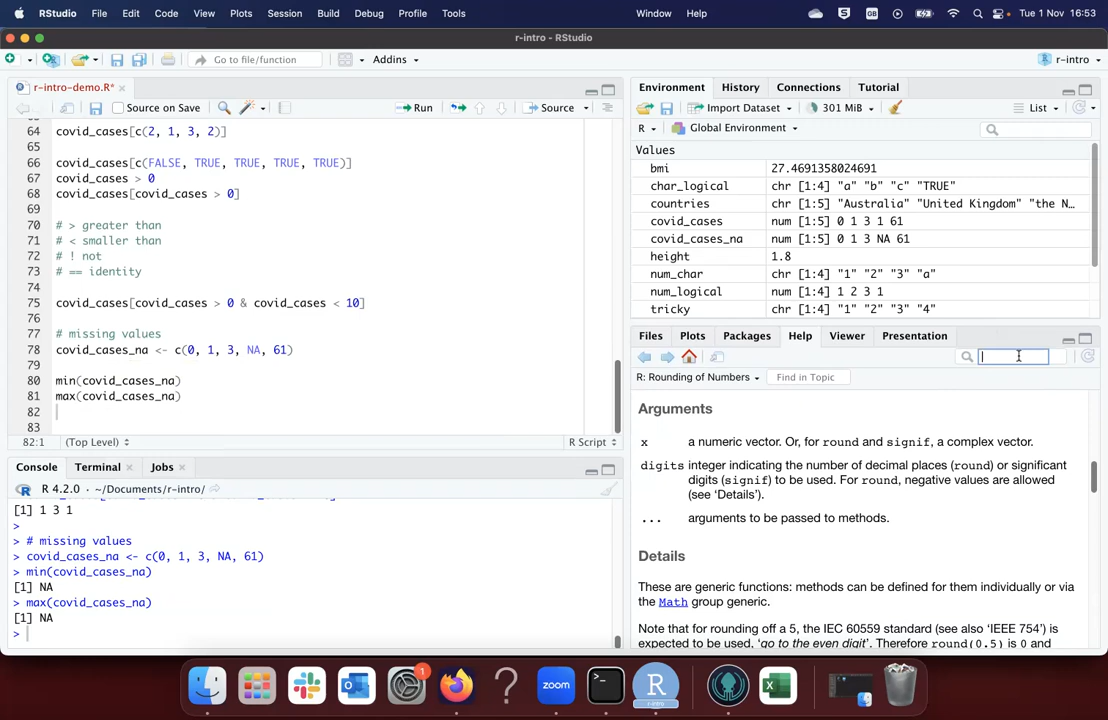 RStudio File Edit Code View Plots Session Build Debug Profile Tools Window Help Tue 1 Nov 16:53
r-intro - RStudio
Go to file/function Addins r-intro
r-intro-demo.R*
Source on Save Run Source
64 covid_cases[c(2, 1, 3, 2)]
65
66 covid_cases[c(FALSE, TRUE, TRUE, TRUE, TRUE)]
67 covid_cases > 0
68 covid_cases[covid_cases > 0]
69
70 # > greater than
71 # < smaller than
72 # ! not
73 # == identity
74
75 covid_cases[covid_cases > 0 & covid_cases < 10]
76
77 # missing values
78 covid_cases_na <- c(0, 1, 3, NA, 61)
79
80 min(covid_cases_na)
81 max(covid_cases_na)
82
83
82:1 (Top Level) R Script
Console Terminal Jobs
R 4.2.0 · ~/Documents/r-intro/
[1] 1 3 1
>
> # missing values
> covid_cases_na <- c(0, 1, 3, NA, 61)
> min(covid_cases_na)
[1] NA
> max(covid_cases_na)
[1] NA
>
Environment History Connections Tutorial
Import Dataset 301 MiB List
R Global Environment
Values
bmi 27.4691358024691
char_logical chr [1:4] "a" "b" "c" "TRUE"
countries chr [1:5] "Australia" "United Kingdom" "the N…
covid_cases num [1:5] 0 1 3 1 61
covid_cases_na num [1:5] 0 1 3 NA 61
height 1.8
num_char chr [1:4] "1" "2" "3" "a"
num_logical num [1:4] 1 2 3 1
tricky chr [1:4] "1" "2" "3" "4"
Files Plots Packages Help Viewer Presentation
R: Rounding of Numbers Find in Topic
Arguments
x a numeric vector. Or, for round and signif, a complex vector.
digits integer indicating the number of decimal places (round) or significant
digits (signif) to be used. For round, negative values are allowed
(see ‘Details’).
... arguments to be passed to methods.
Details
These are generic functions: methods can be defined for them individually or via
the Math group generic.
Note that for rounding off a 5, the IEC 60559 standard (see also ‘IEEE 754’) is
expected to be used, ‘go to the even digit’. Therefore round(0.5) is 0 and
1
zoom
R
r-intro
X